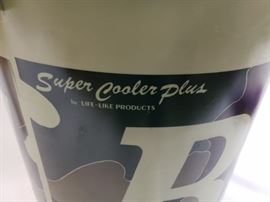 Super Cooler Plus
by LIFE-LIKE PRODUCTS
B